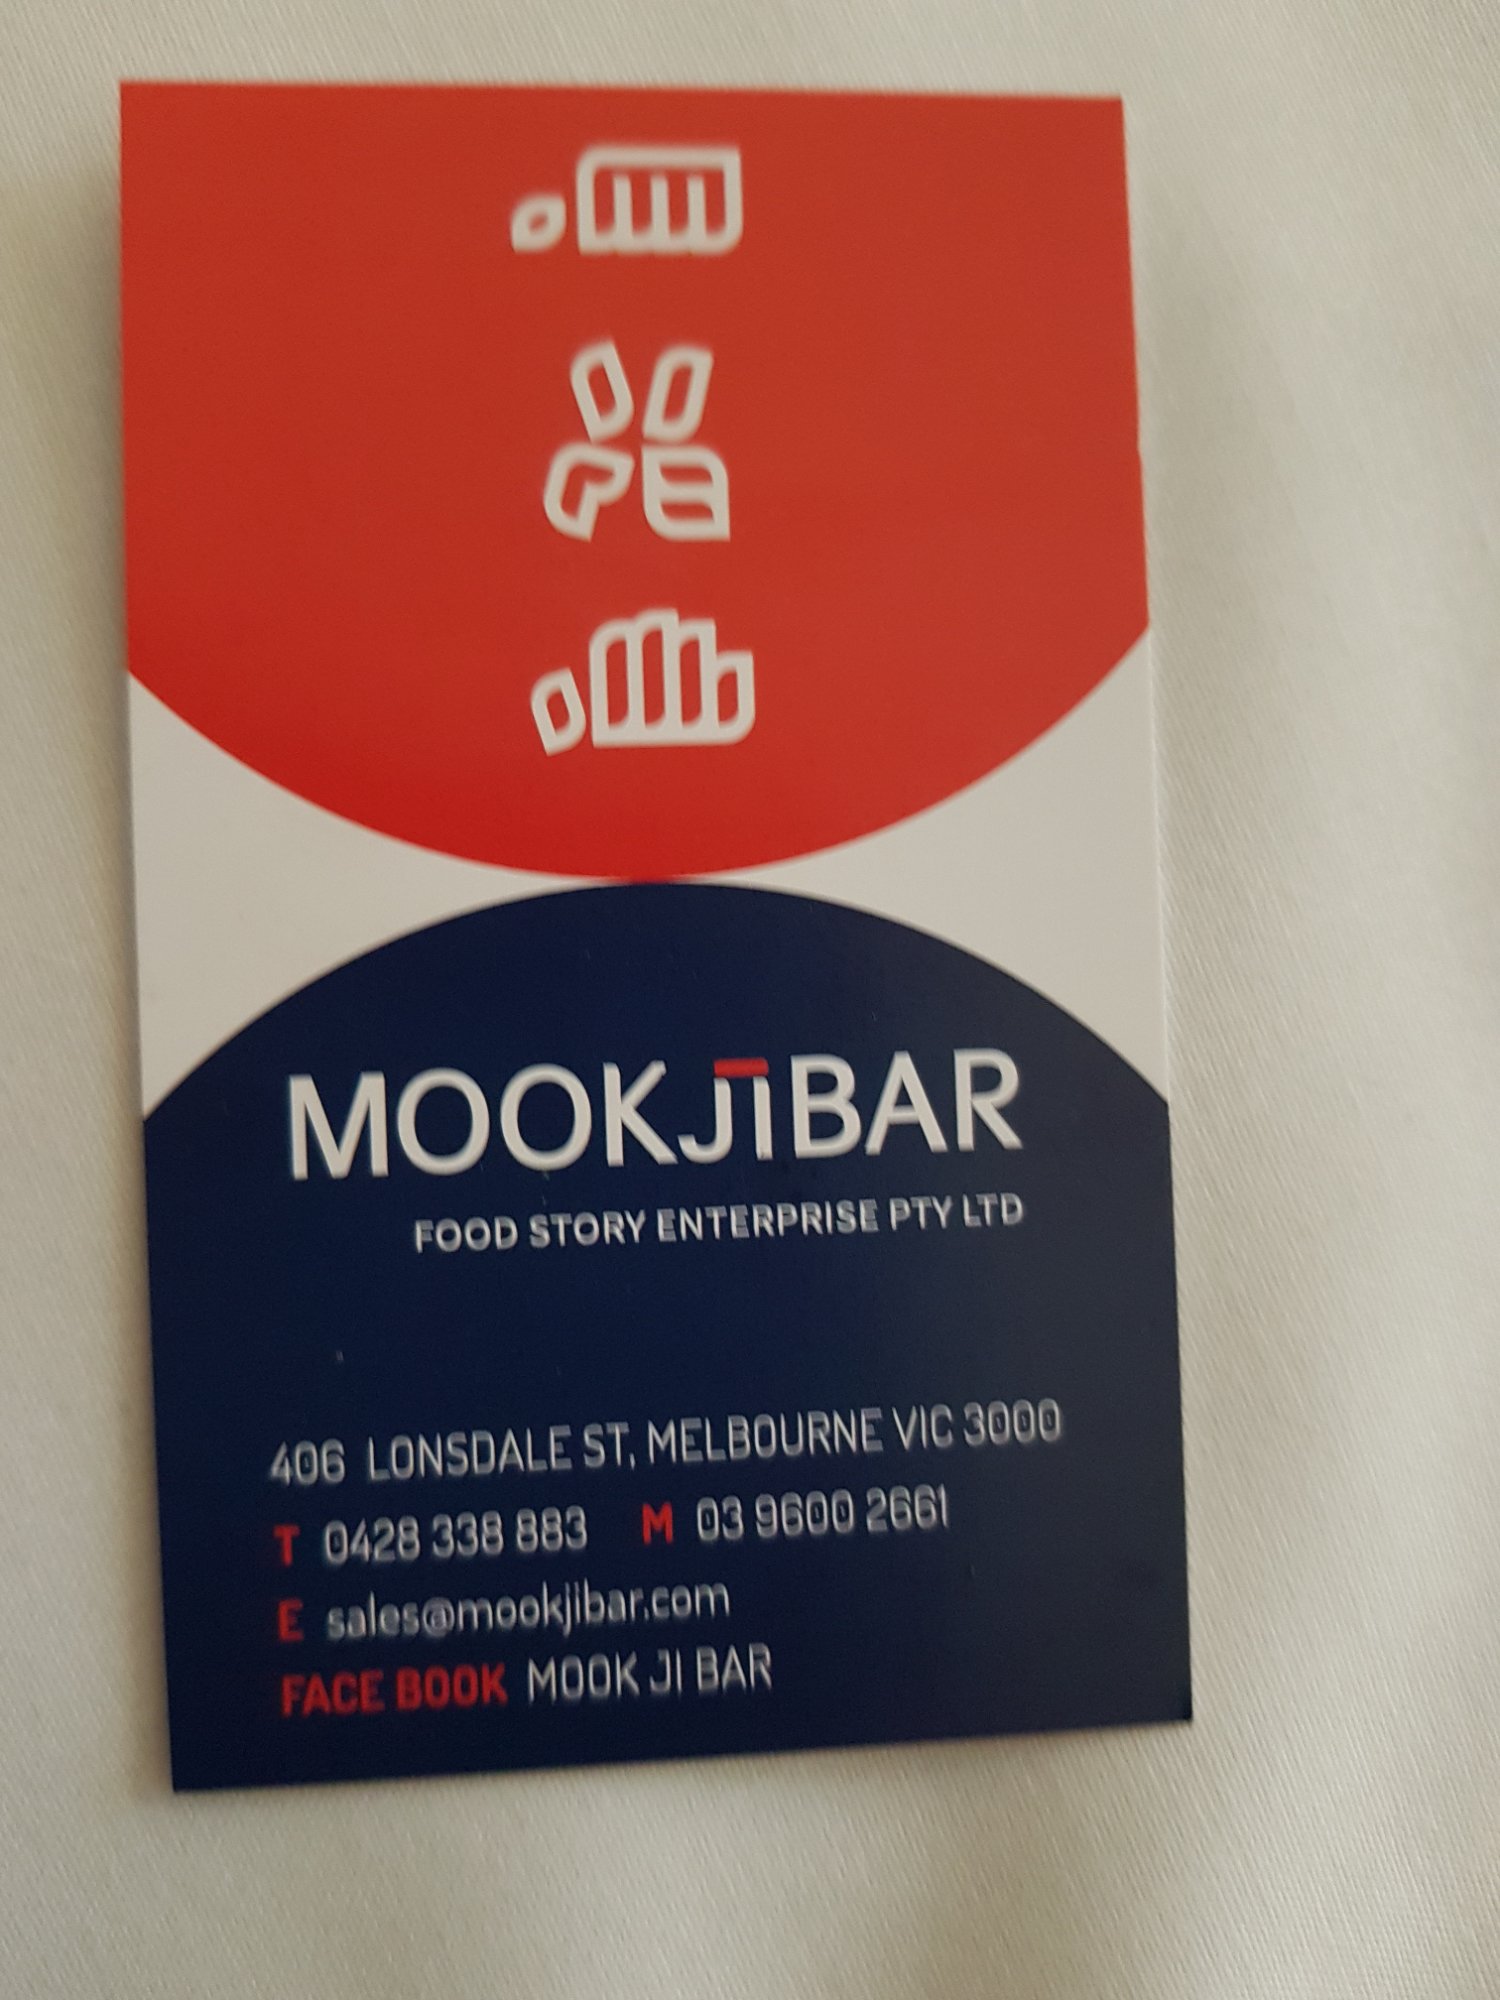 MOOKJIBAR
FOOD STORY ENTERPRISE PTY LTD
406 LONSDALE ST, MELBOURNE VIC 3000
T 0428 338 883 M 03 9600 2661
E sales@mookjibar.com
FACE BOOK MOOK JI BAR